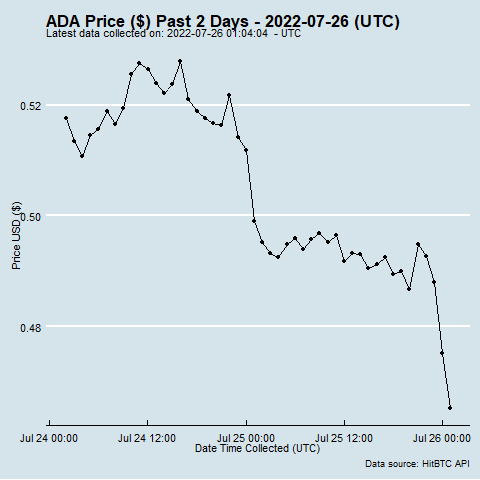 ADA Price ($) Past 2 Days - 2022-07-26 (UTC)
Latest data collected on: 2022-07-26 01:04:04 - UTC
0.52
0.50
0.48
Price USD ($)
Jul 24 00:00 Jul 24 12:00 Jul 25 00:00 Jul 25 12:00 Jul 26 00:00
Date Time Collected (UTC)
Data source: HitBTC API